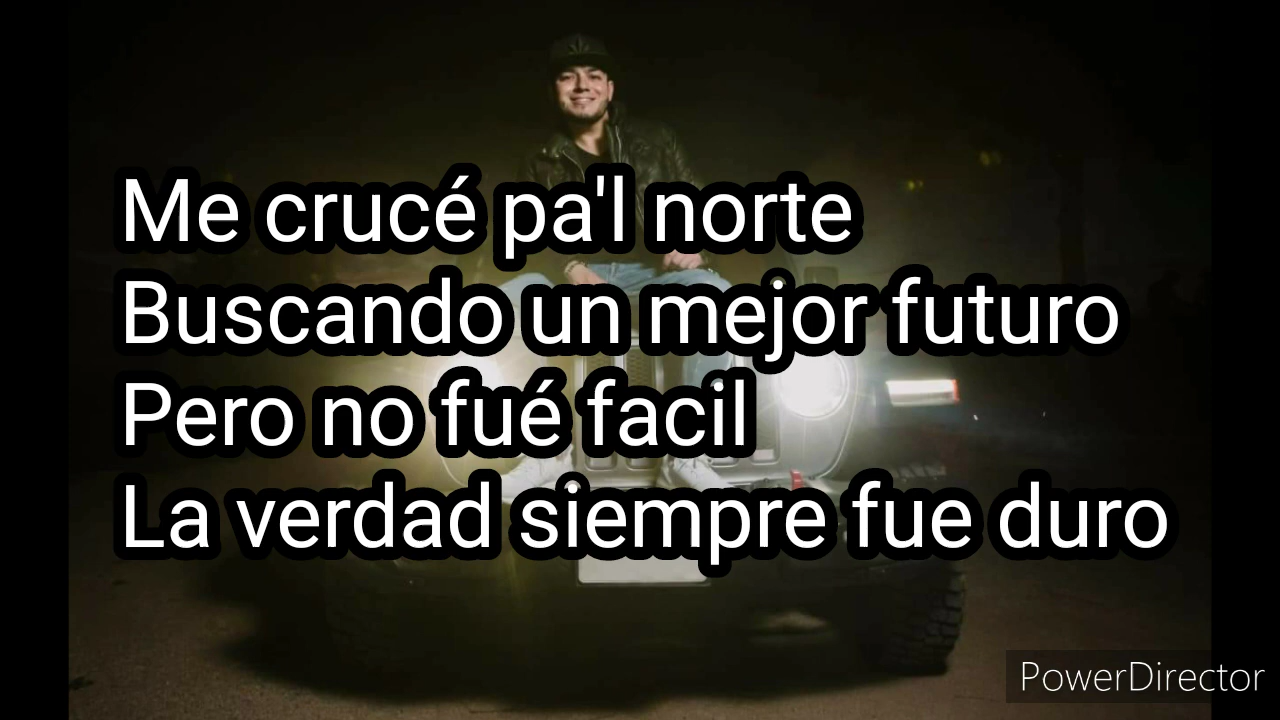 Me crucé pa'l norte
Buscando un mejor futuro
Pero no fué facil
La verdad siempre fue duro
PowerDirector